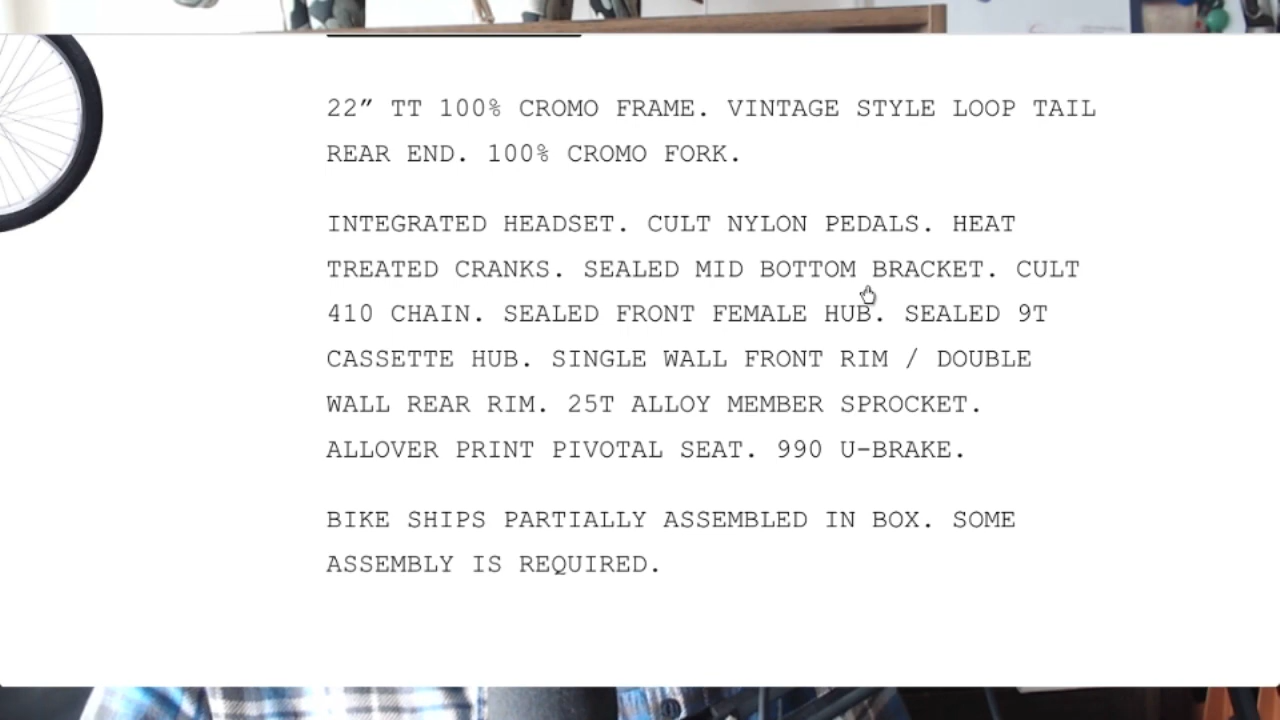 22” TT 100% CROMO FRAME. VINTAGE STYLE LOOP TAIL
REAR END. 100% CROMO FORK.
INTEGRATED HEADSET. CULT NYLON PEDALS. HEAT
TREATED CRANKS. SEALED MID BOTTOM BRACKET. CULT
410 CHAIN. SEALED FRONT FEMALE HUB. SEALED 9T
CASSETTE HUB. SINGLE WALL FRONT RIM / DOUBLE
WALL REAR RIM. 25T ALLOY MEMBER SPROCKET.
ALLOVER PRINT PIVOTAL SEAT. 990 U-BRAKE.
BIKE SHIPS PARTIALLY ASSEMBLED IN BOX. SOME
ASSEMBLY IS REQUIRED.